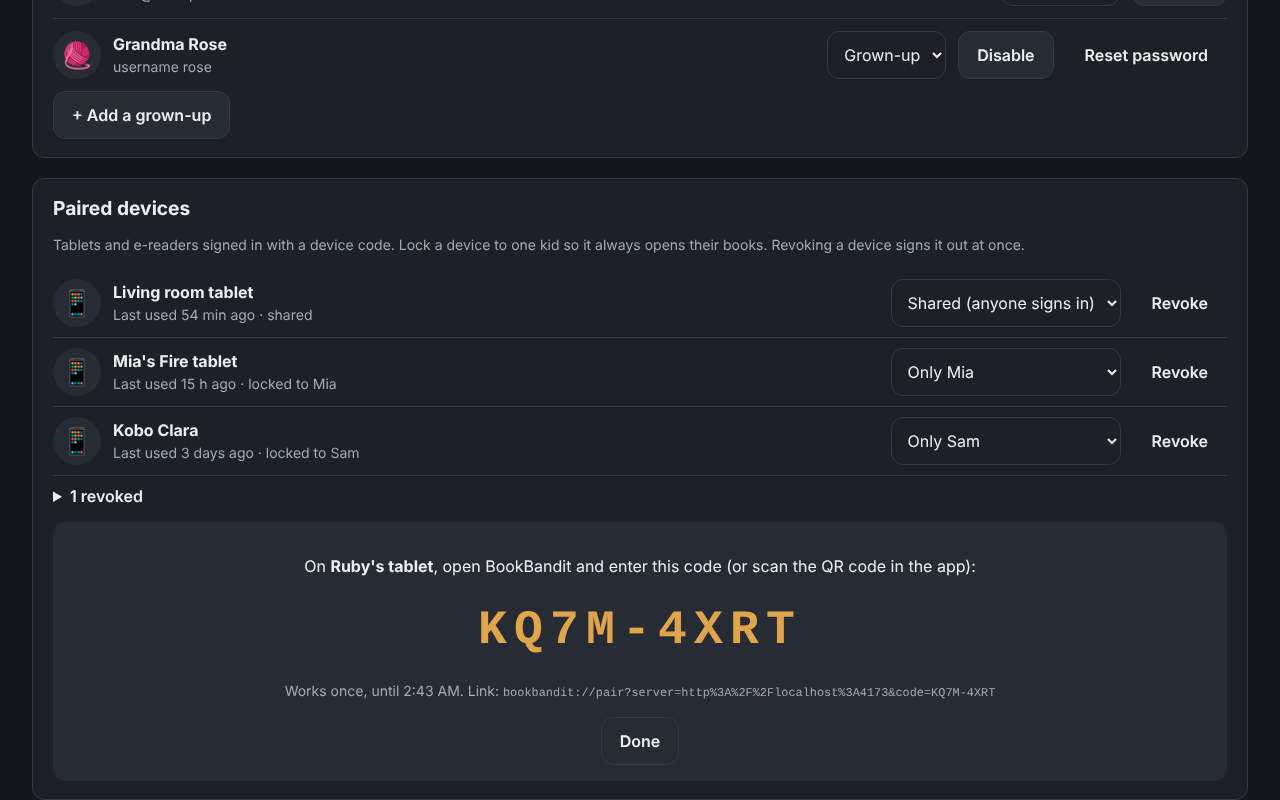 Grandma Rose
username rose
Grown-up
Disable
Reset password
+ Add a grown-up
Paired devices
Tablets and e-readers signed in with a device code. Lock a device to one kid so it always opens their books. Revoking a device signs it out at once.
Living room tablet
Last used 54 min ago · shared
Shared (anyone signs in)
Revoke
Mia's Fire tablet
Last used 15 h ago · locked to Mia
Only Mia
Revoke
Kobo Clara
Last used 3 days ago · locked to Sam
Only Sam
Revoke
1 revoked
On Ruby's tablet, open BookBandit and enter this code (or scan the QR code in the app):
KQ7M-4XRT
Works once, until 2:43 AM. Link: bookbandit://pair?server=http%3A%2F%2Flocalhost%3A4173&code=KQ7M-4XRT
Done